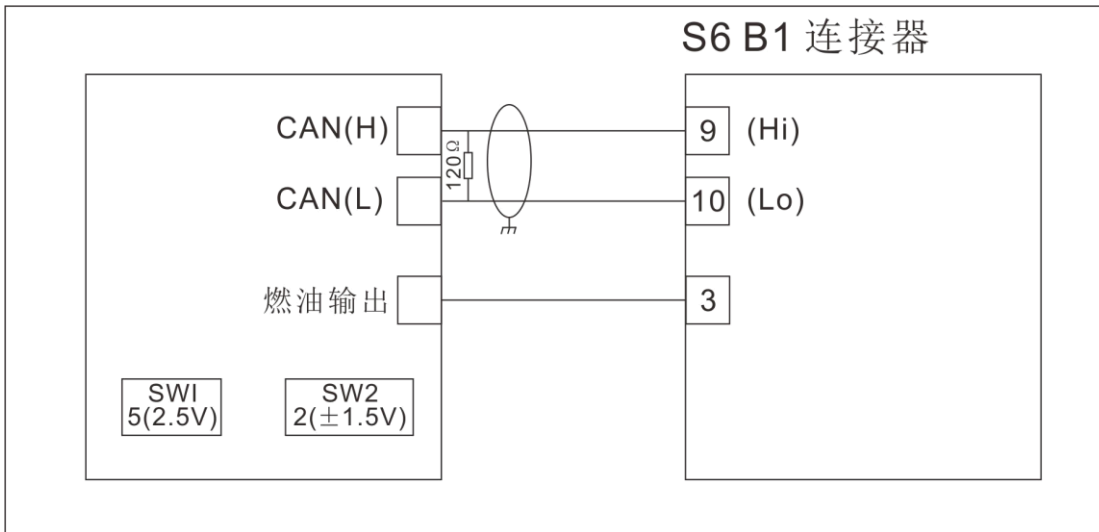 S6 B1 连接器
CAN(H)
120Ω
9 (Hi)
CAN(L)
10 (Lo)
燃油输出
3
SWI
5(2.5V)
SW2
2(±1.5V)